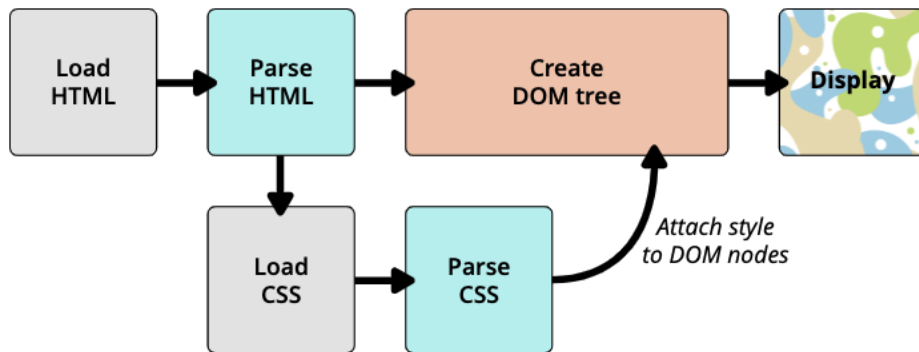 Load
HTML
Parse
HTML
Create
DOM tree
Display
Load
CSS
Parse
CSS
Attach style
to DOM nodes